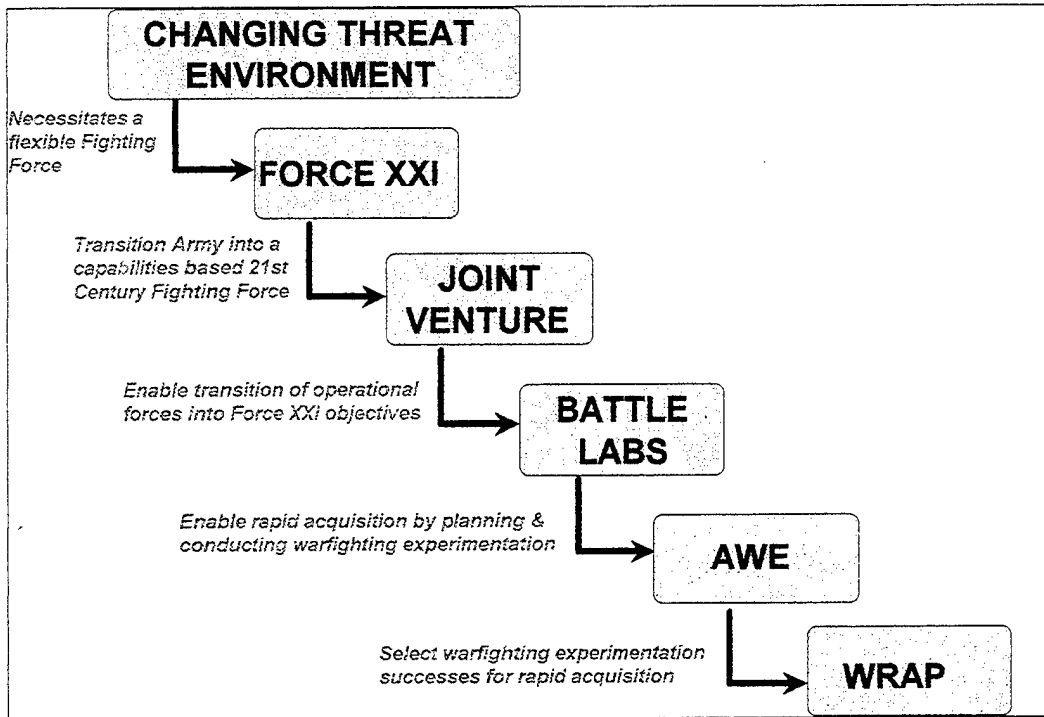 CHANGING THREAT
ENVIRONMENT
Necessitates a
flexible Fighting
Force
FORCE XXI
Transition Army into a
capabilities based 21st
Century Fighting Force
JOINT
VENTURE
Enable transition of operational
forces into Force XXI objectives
BATTLE
LABS
Enable rapid acquisition by planning &
conducting warfighting experimentation
AWE
Select warfighting experimentation
successes for rapid acquisition
WRAP